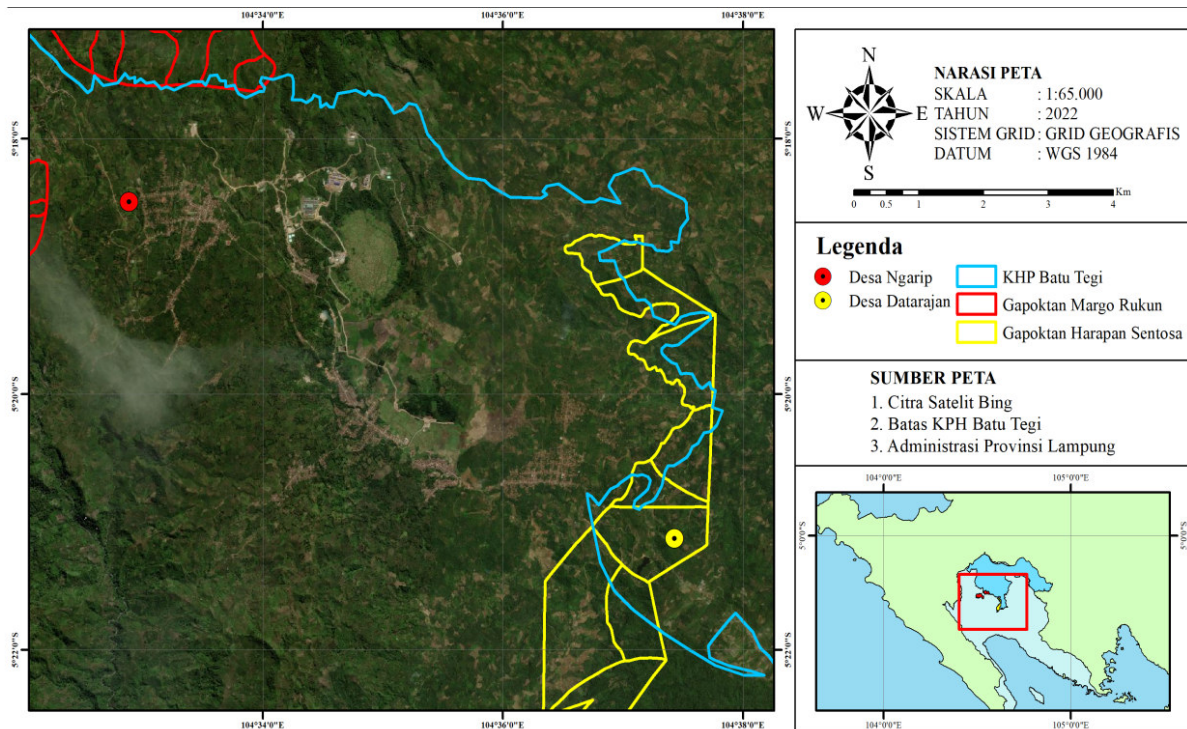 104°34'0"E 104°36'0"E 104°38'0"E
5°18'0"S 5°18'0"S
5°20'0"S 5°20'0"S
5°22'0"S 5°22'0"S
104°34'0"E 104°36'0"E 104°38'0"E
N
W E
S
NARASI PETA
SKALA : 1:65.000
TAHUN : 2022
SISTEM GRID : GRID GEOGRAFIS
DATUM : WGS 1984
Km
0 0.5 1 2 3 4
Legenda
Desa Ngarip
Desa Datarajan
KHP Batu Tegi
Gapoktan Margo Rukun
Gapoktan Harapan Sentosa
SUMBER PETA
1. Citra Satelit Bing
2. Batas KPH Batu Tegi
3. Administrasi Provinsi Lampung
104°0'0"E 105°0'0"E
5°0'0"S 5°0'0"S
104°0'0"E 105°0'0"E